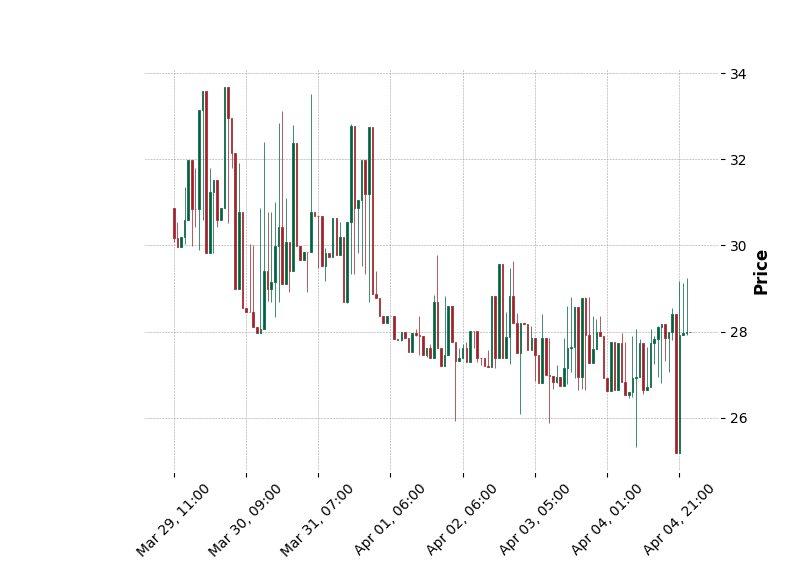 34
32
30
28
26
Price
Mar 29, 11:00
Mar 30, 09:00
Mar 31, 07:00
Apr 01, 06:00
Apr 02, 06:00
Apr 03, 05:00
Apr 04, 01:00
Apr 04, 21:00